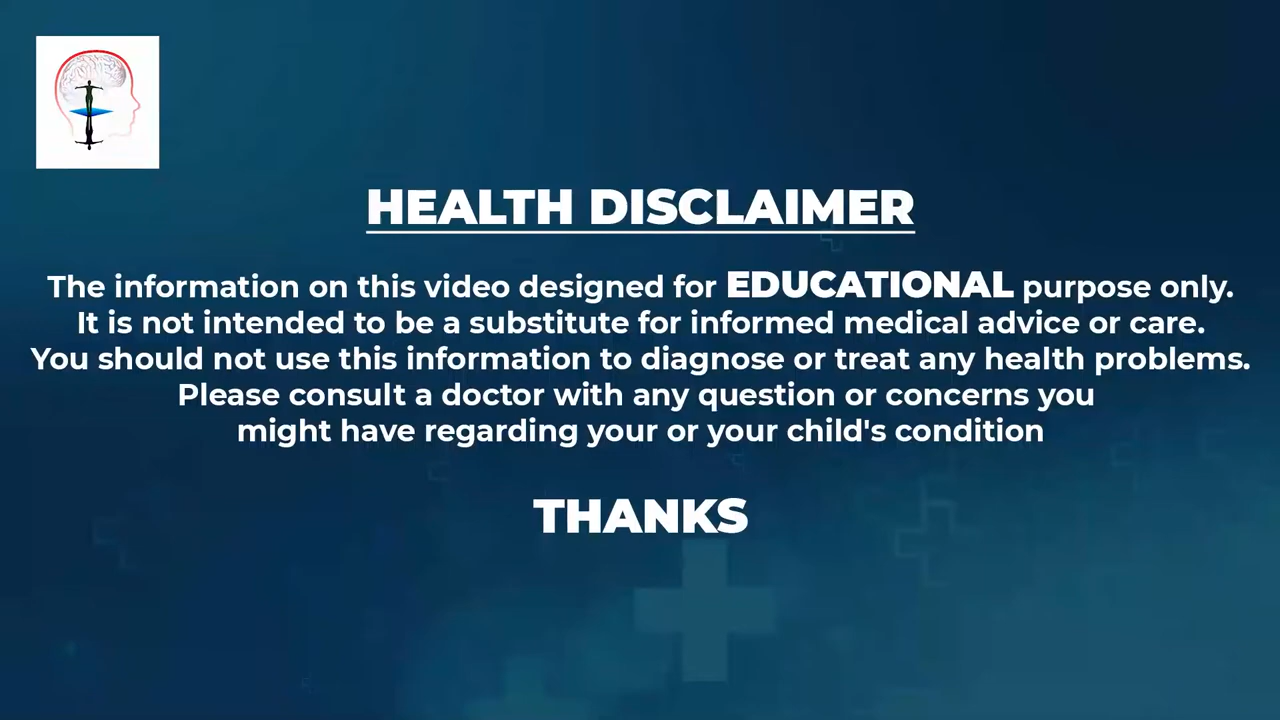 HEALTH DISCLAIMER
The information on this video designed for EDUCATIONAL purpose only.
It is not intended to be a substitute for informed medical advice or care.
You should not use this information to diagnose or treat any health problems.
Please consult a doctor with any question or concerns you
might have regarding your or your child's condition
THANKS